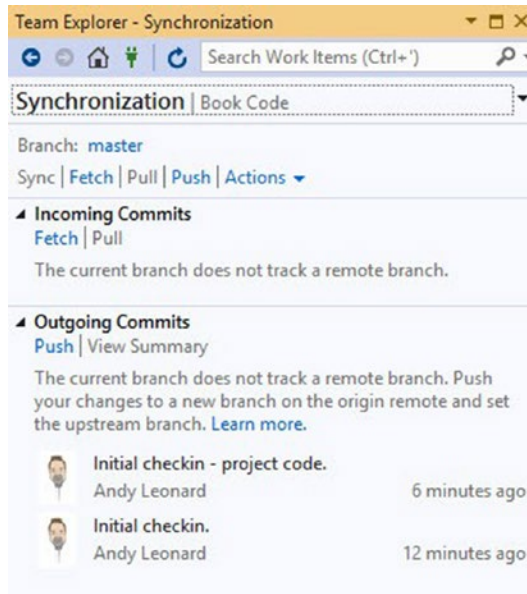 Team Explorer - Synchronization
Search Work Items (Ctrl+')
Synchronization | Book Code
Branch: master
Sync | Fetch | Pull | Push | Actions
Incoming Commits
Fetch | Pull
The current branch does not track a remote branch.
Outgoing Commits
Push | View Summary
The current branch does not track a remote branch. Push
your changes to a new branch on the origin remote and set
the upstream branch. Learn more.
Initial checkin - project code.
Andy Leonard 6 minutes ago
Initial checkin.
Andy Leonard 12 minutes ago